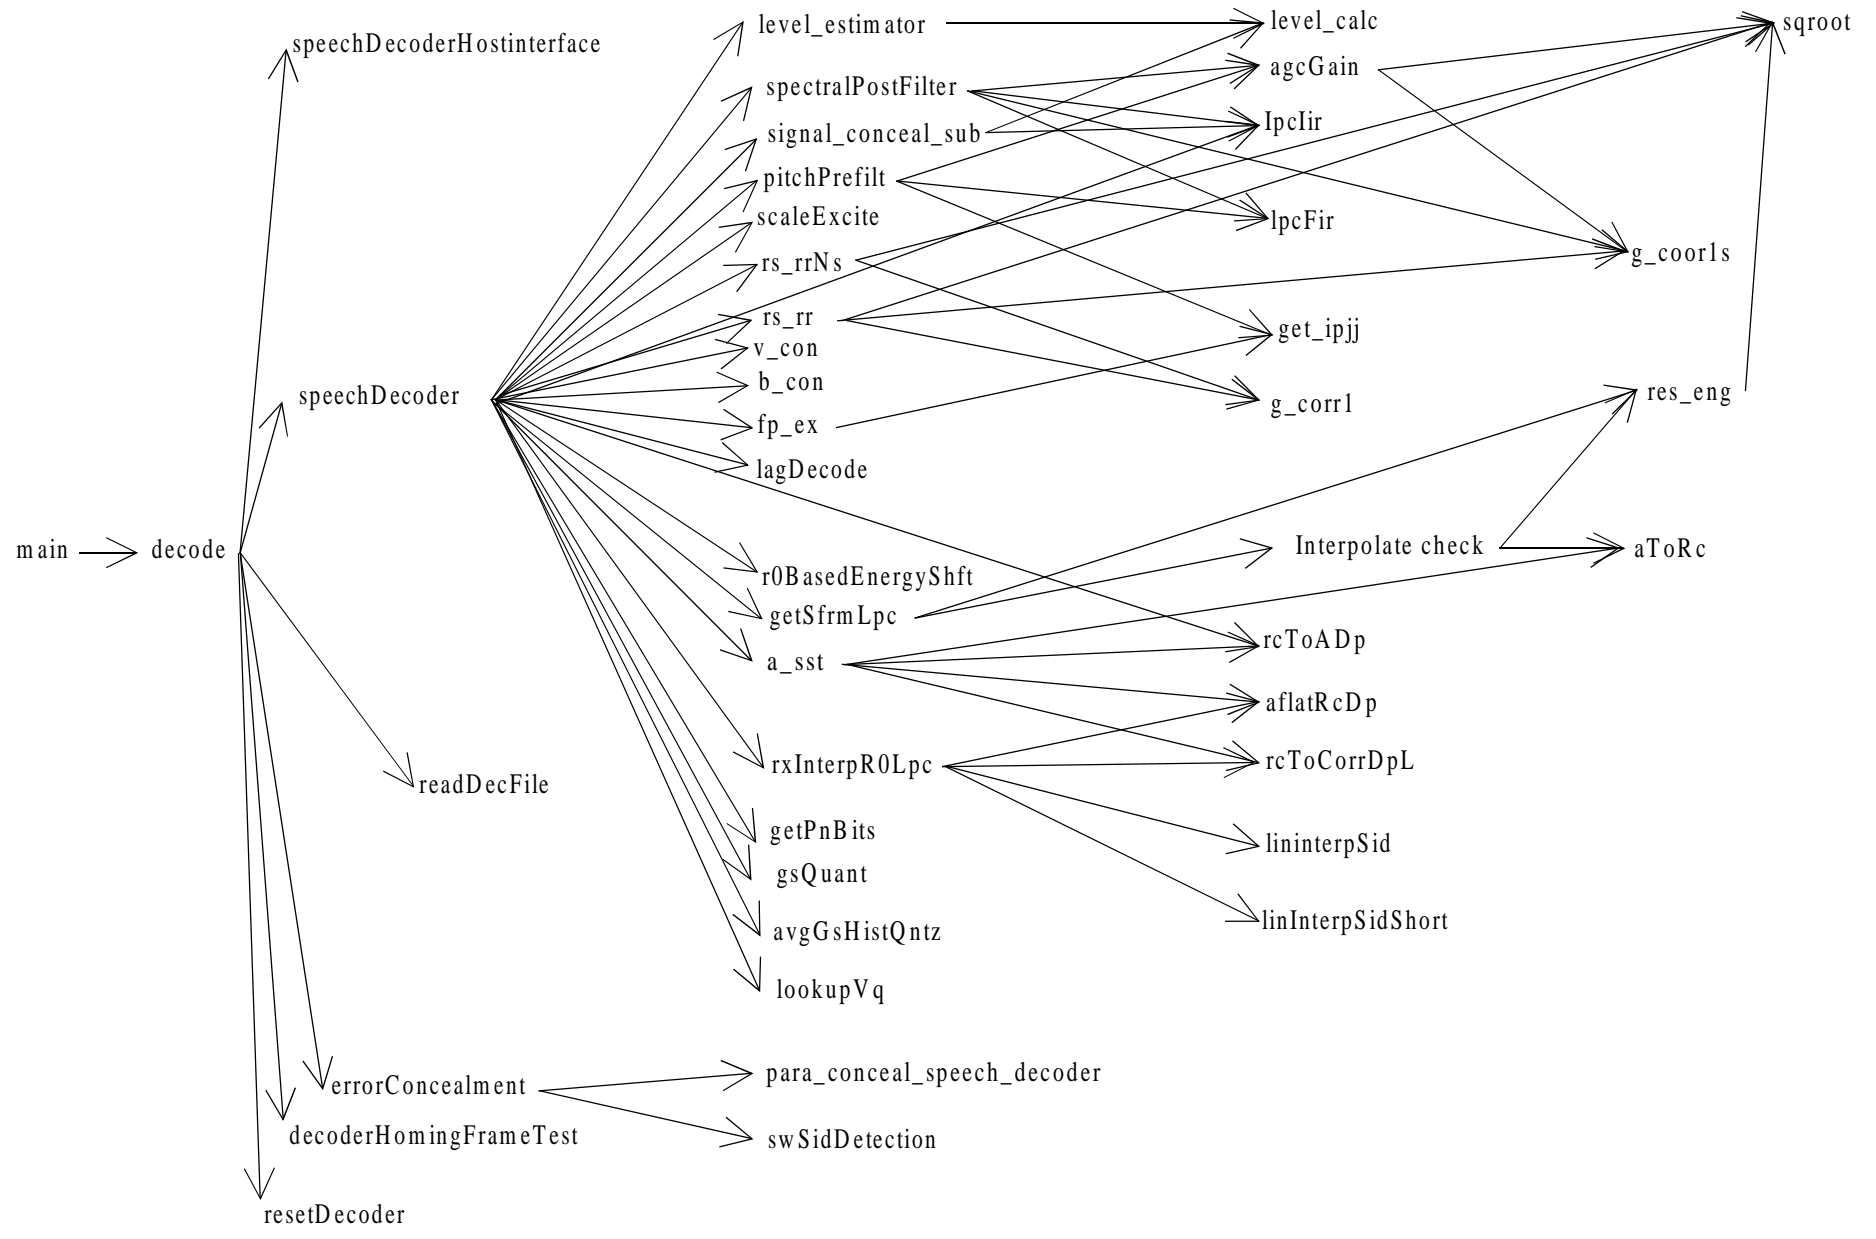 level_estimator
level_calc
sqroot
speechDecoderHostinterface
agcGain
spectralPostFilter
IpcIir
signal_conceal_sub
pitchPrefilt
scaleExcite
lpcFir
g_coor1s
rs_rrNs
rs_rr
get_ipjj
v_con
b_con
speechDecoder
res_eng
g_corr1
fp_ex
lagDecode
main
decode
Interpolate check
aToRc
r0BasedEnergyShft
getSfrmLpc
rcToADp
a_sst
aflatRcDp
rxInterpR0Lpc
rcToCorrDpL
readDecFile
getPnBits
lininterpSid
gsQuant
linInterpSidShort
avgGsHistQntz
lookupVq
para_conceal_speech_decoder
errorConcealment
decoderHomingFrameTest
swSidDetection
resetDecoder